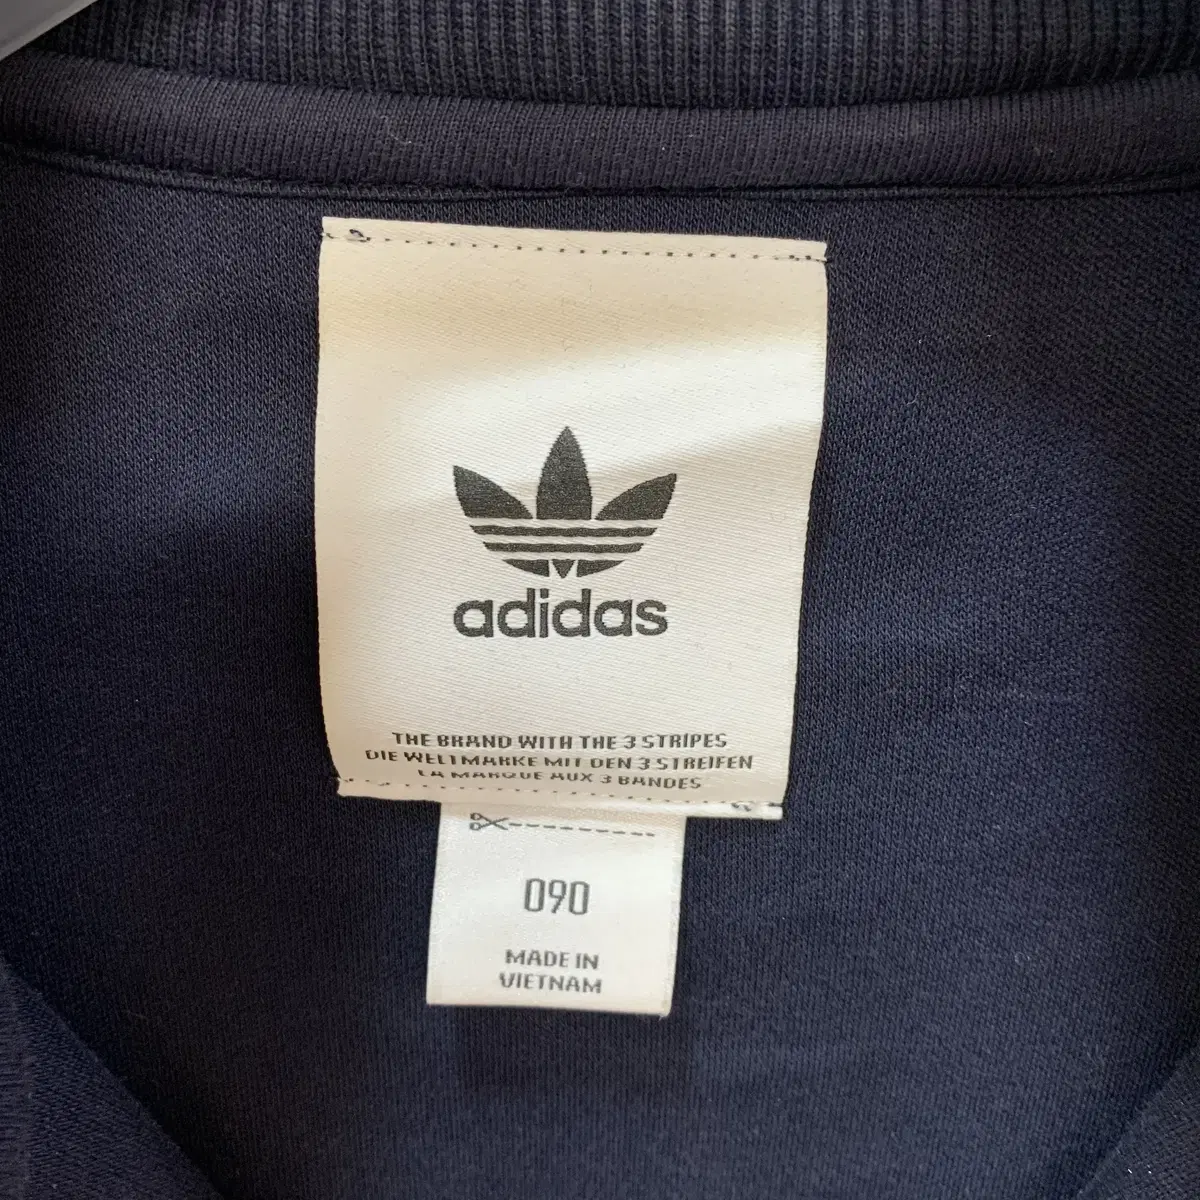 adidas
THE BRAND WITH THE 3 STRIPES
DIE WELTMARKE MIT DEN 3 STREIFEN
LA MARQUE AUX 3 BANDES
090
MADE IN
VIETNAM